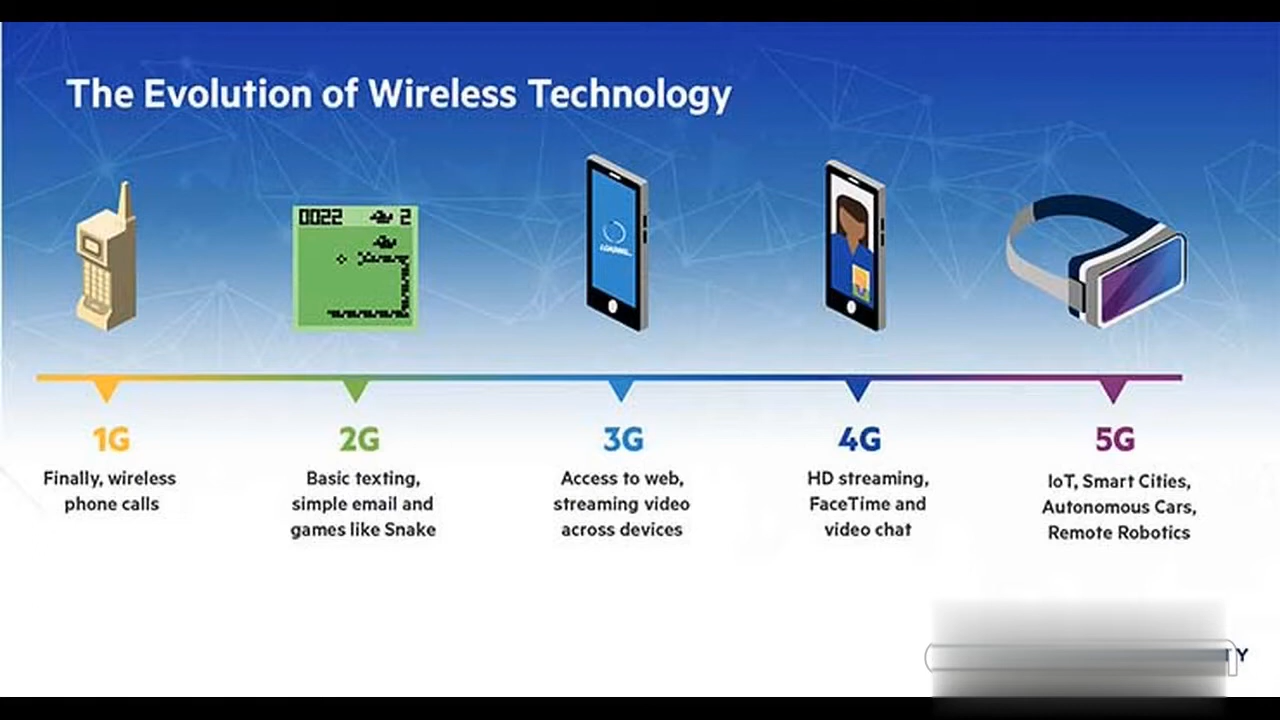 The Evolution of Wireless Technology
0022 2
LOADING...
1G
Finally, wireless
phone calls
2G
Basic texting,
simple email and
games like Snake
3G
Access to web,
streaming video
across devices
4G
HD streaming,
FaceTime and
video chat
5G
IoT, Smart Cities,
Autonomous Cars,
Remote Robotics